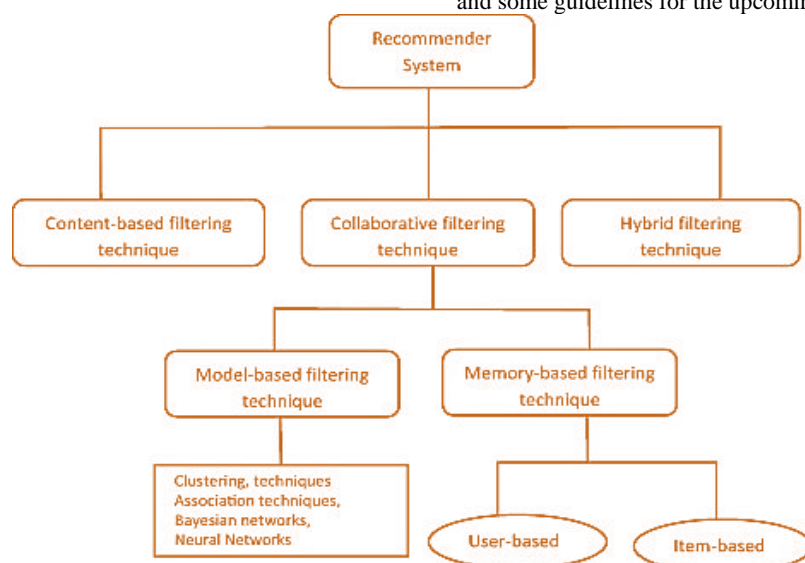 and some guidelines for the upcomin
Recommender
System
Content-based filtering
technique
Collaborative filtering
technique
Hybrid filtering
technique
Model-based filtering
technique
Memory-based filtering
technique
Clustering, techniques
Association techniques,
Bayesian networks,
Neural Networks
User-based
Item-based